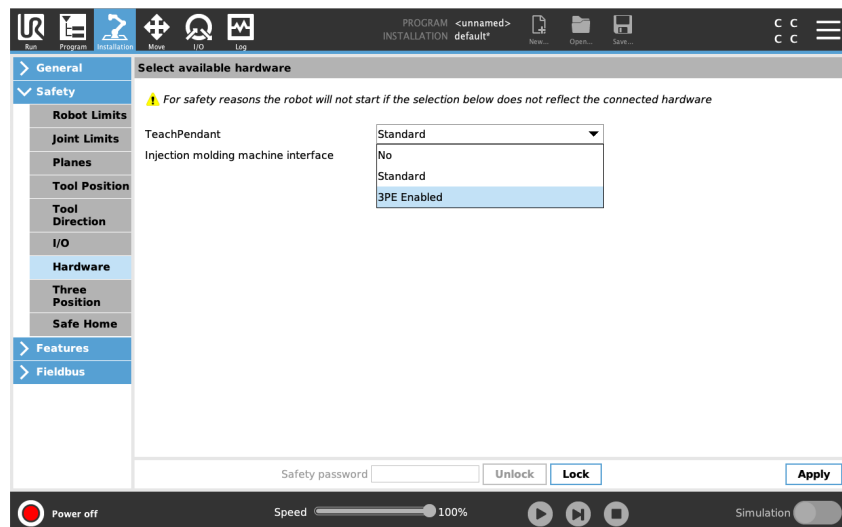 UR
PROGRAM <unnamed>
INSTALLATION default*
C C
C C
Run Program Installation Move I/O Log New... Open... Save...
General
Select available hardware
Safety
For safety reasons the robot will not start if the selection below does not reflect the connected hardware
Robot Limits
Joint Limits
TeachPendant Standard
Injection molding machine interface
No
Planes
Standard
Tool Position
3PE Enabled
Tool
Direction
I/O
Hardware
Three
Position
Safe Home
Features
Fieldbus
Safety password Unlock Lock Apply
Power off Speed 100% Simulation